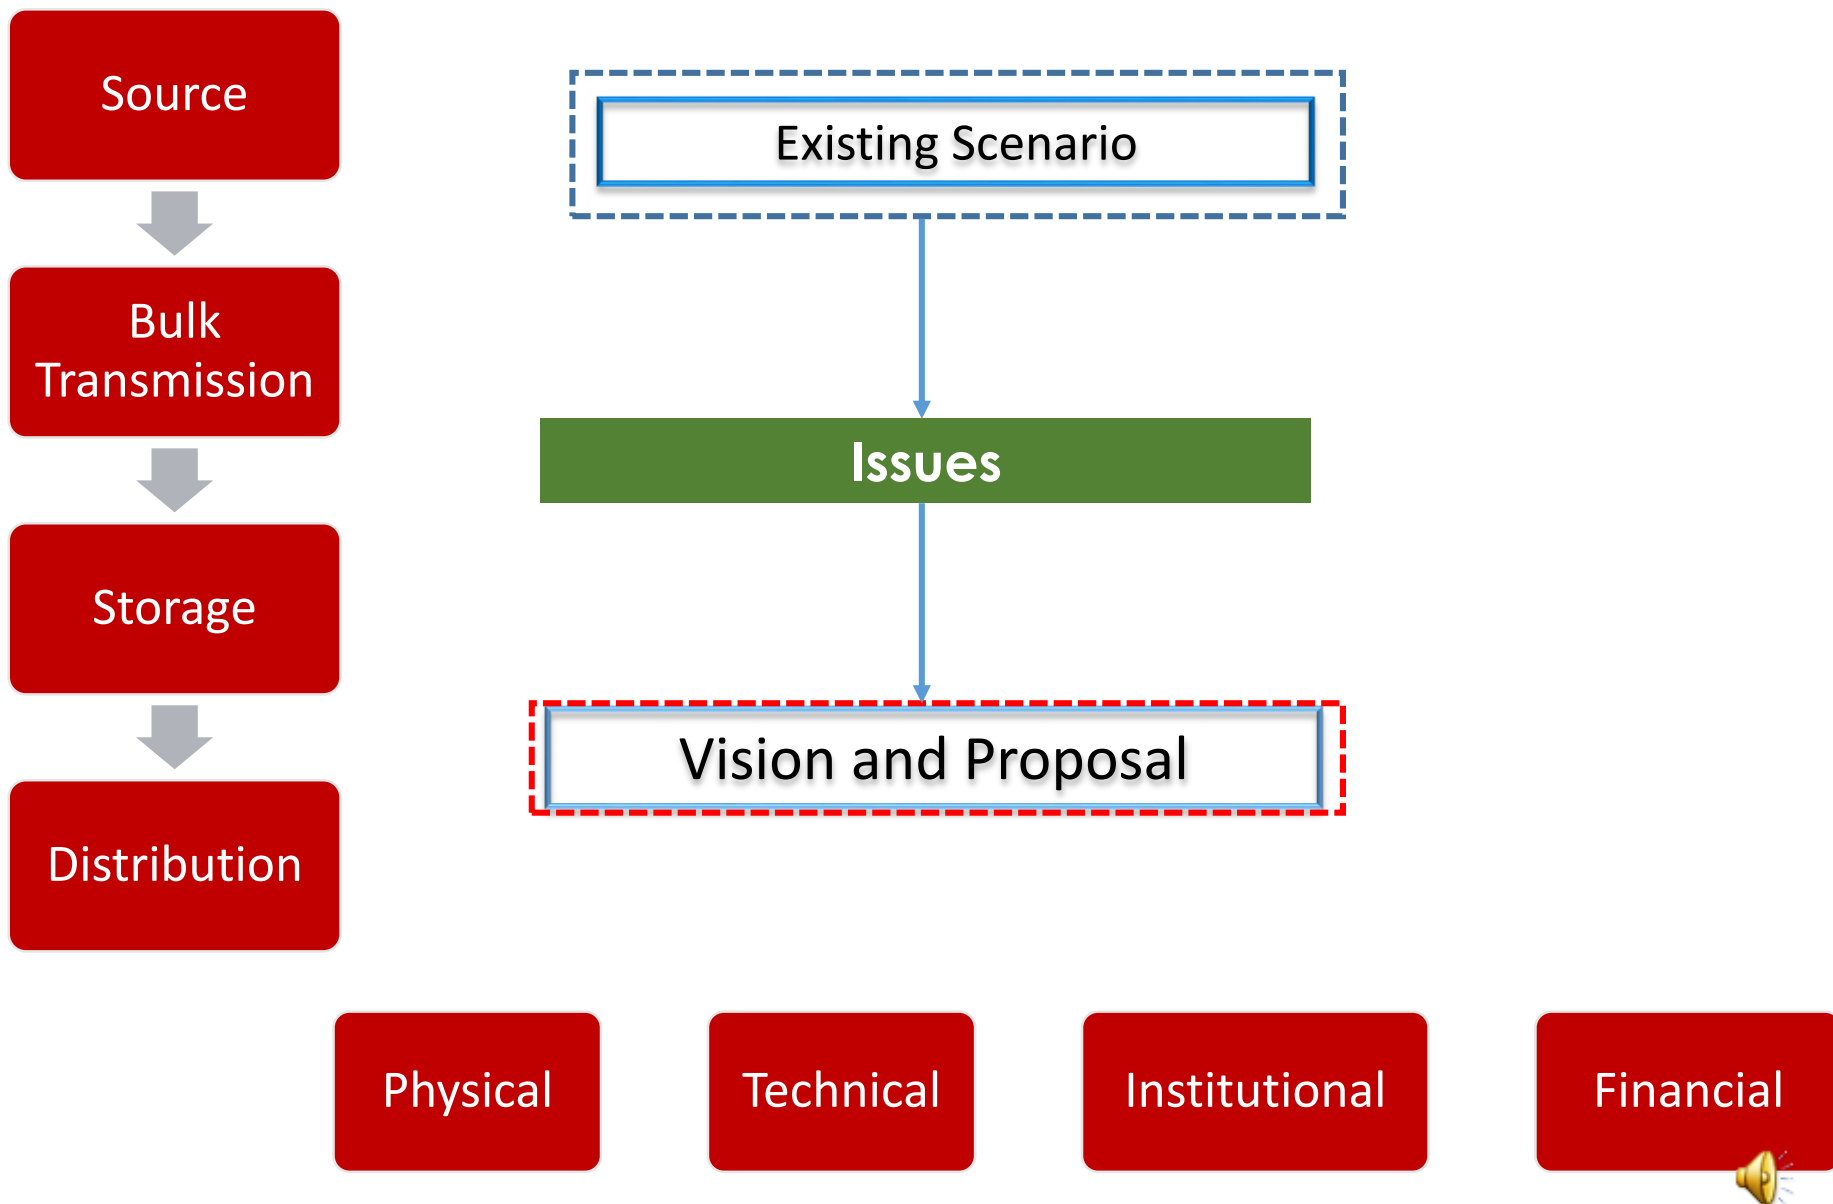 Source
Existing Scenario
Bulk
Transmission
Issues
Storage
Vision and Proposal
Distribution
Physical
Technical
Institutional
Financial